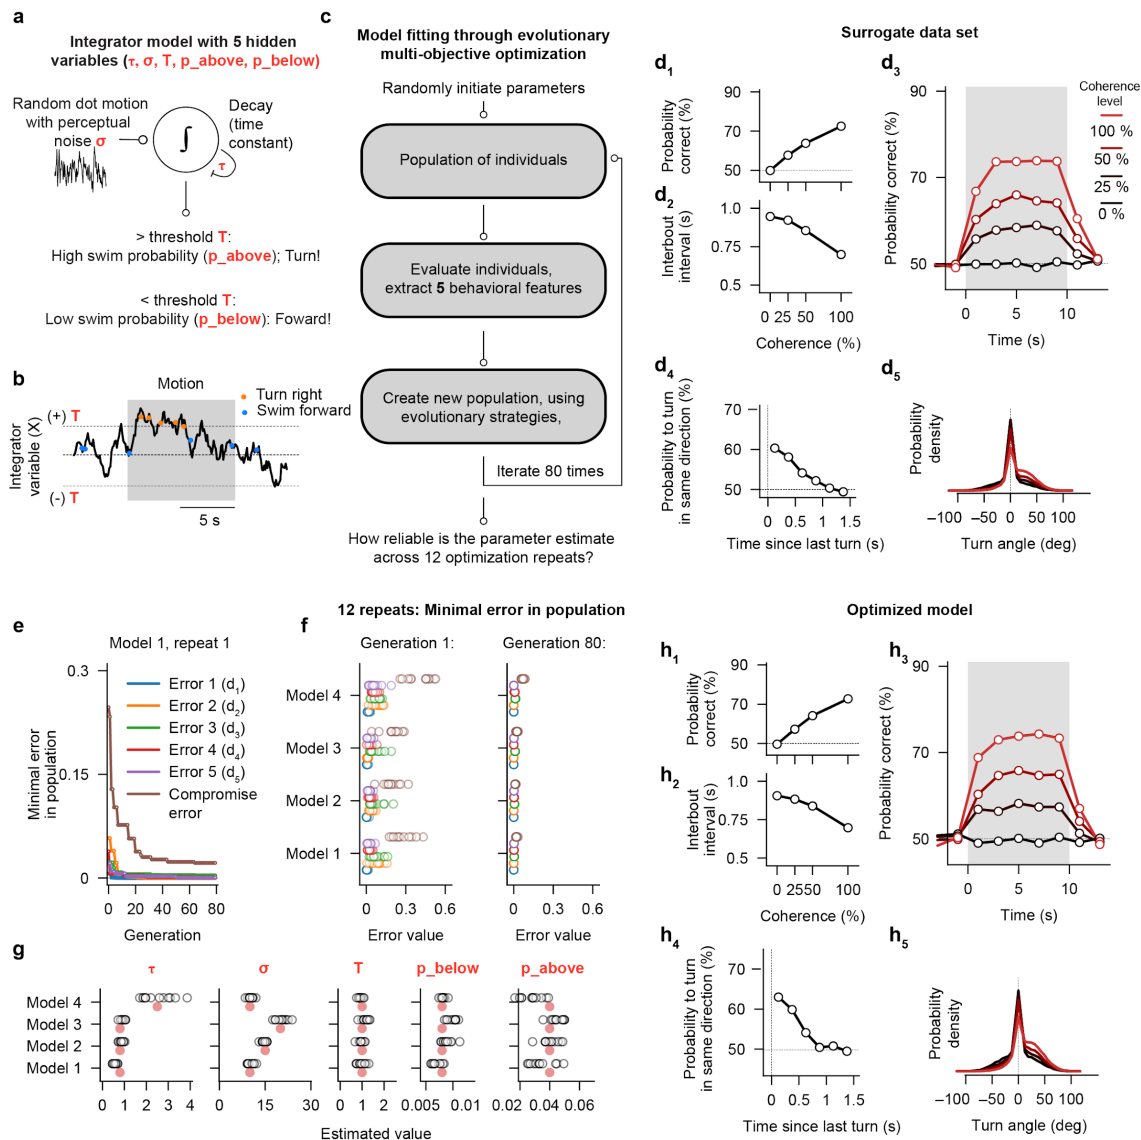 a
Integrator model with 5 hidden
variables (τ, σ, T, p_above, p_below)
Random dot motion
with perceptual
noise σ
∫
Decay
(time
constant)
τ
> threshold T:
High swim probability (p_above); Turn!
< threshold T:
Low swim probability (p_below): Foward!
b
Motion
Turn right
Swim forward
Integrator
variable (X)
(+) T
(-) T
5 s
c
Model fitting through evolutionary
multi-objective optimization
Randomly initiate parameters
Population of individuals
Evaluate individuals,
extract 5 behavioral features
Create new population, using
evolutionary strategies,
Iterate 80 times
How reliable is the parameter estimate
across 12 optimization repeats?
Surrogate data set
d1
Probability
correct (%)
90
70
50
d2
Interbout
interval (s)
1.0
0.75
0.5
0 25 50 100
Coherence (%)
d3
Probability correct (%)
90
70
50
0 5 10
Time (s)
Coherence
level
100 %
50 %
25 %
0 %
d4
Probability to turn
in same direction (%)
70
60
50
0 0.5 1 1.5
Time since last turn (s)
d5
Probability
density
−100 −50 0 50 100
Turn angle (deg)
e
Model 1, repeat 1
Minimal error
in population
0.3
0.15
0
Error 1 (d1)
Error 2 (d2)
Error 3 (d3)
Error 4 (d4)
Error 5 (d5)
Compromise
error
0 20 40 60 80
Generation
12 repeats: Minimal error in population
f
Generation 1:
Generation 80:
Model 4
Model 3
Model 2
Model 1
0 0.3 0.6
Error value
0 0.3 0.6
Error value
g
τ
σ
T
p_below
p_above
Model 4
Model 3
Model 2
Model 1
0 1 2 3 4
0 15 30
0 1 2
0.005 0.01
0.02 0.04 0.06
Estimated value
Optimized model
h1
Probability
correct (%)
90
70
50
h2
Interbout
interval (s)
1.0
0.75
0.5
0 25 50 100
Coherence (%)
h3
Probability correct (%)
90
70
50
0 5 10
Time (s)
h4
Probability to turn
in same direction (%)
70
60
50
0 0.5 1 1.5
Time since last turn (s)
h5
Probability
density
−100 −50 0 50 100
Turn angle (deg)